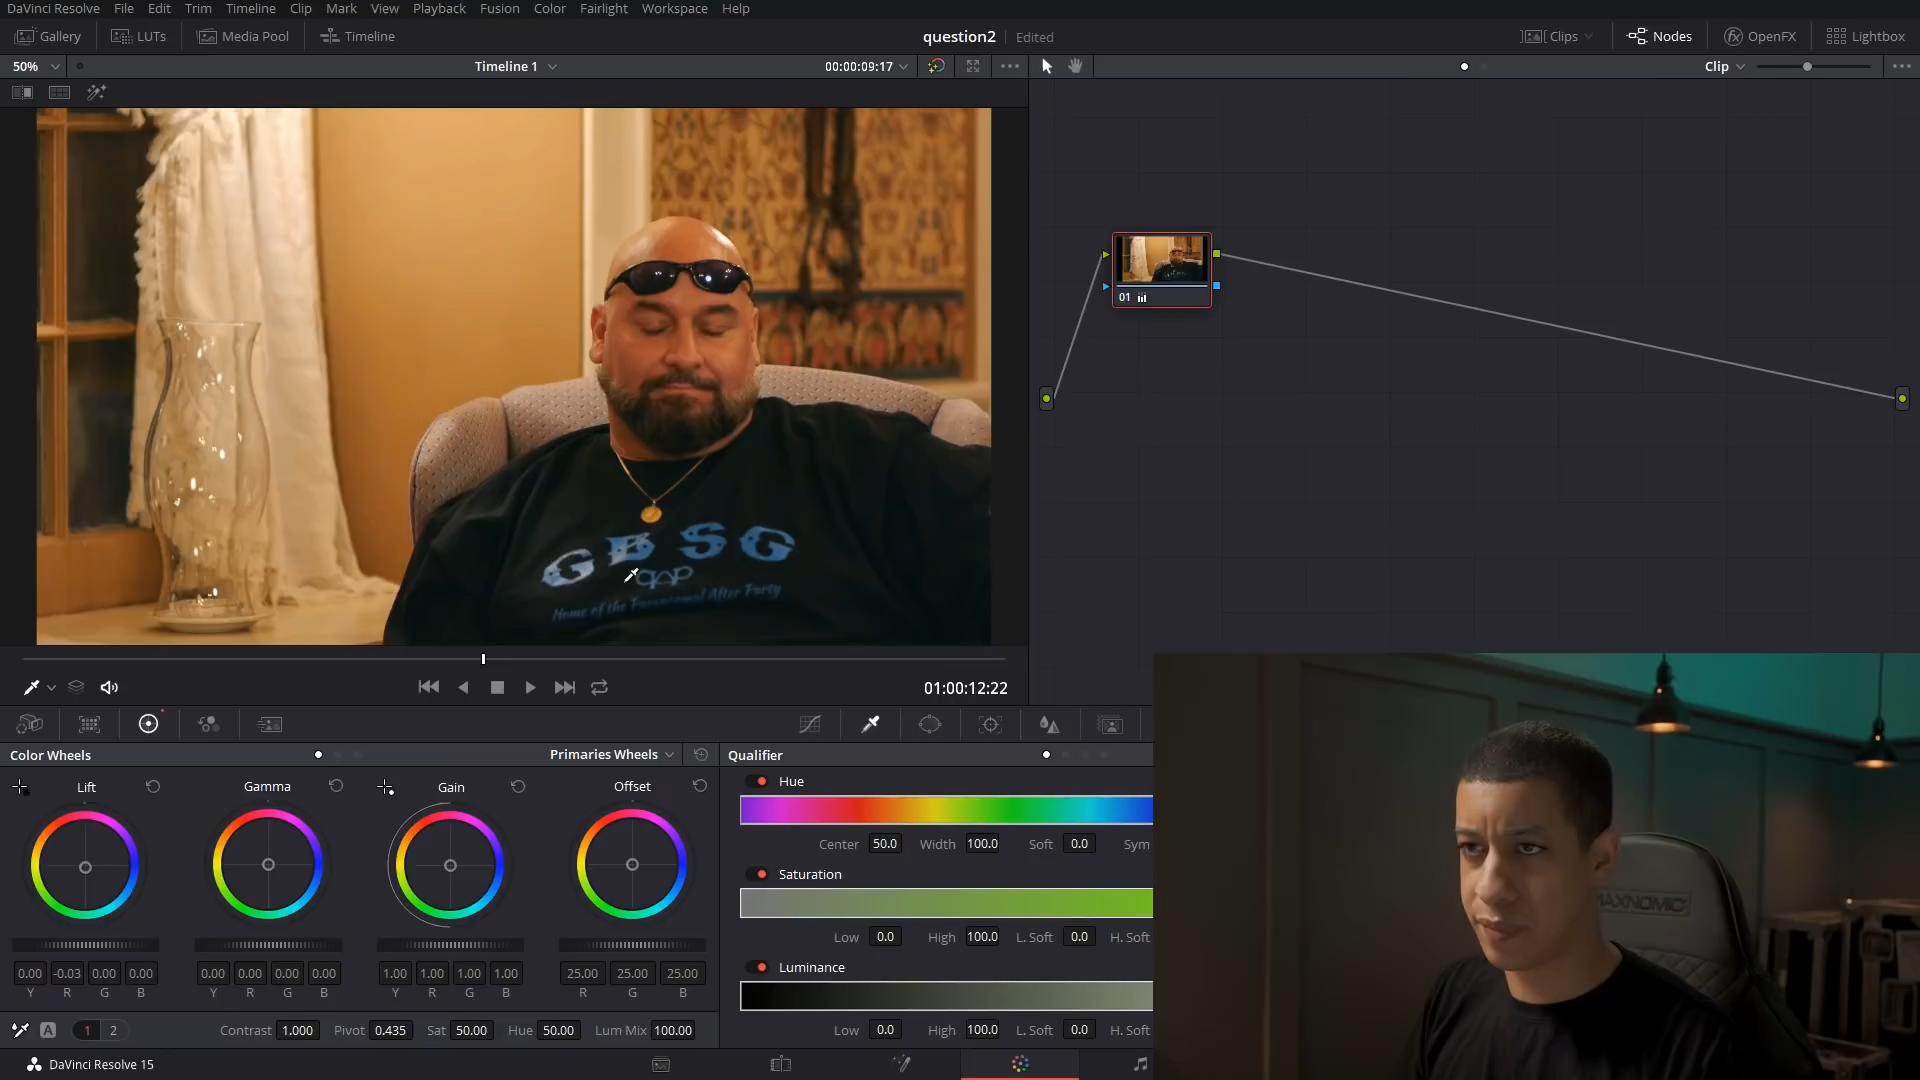 DaVinci Resolve File Edit Trim Timeline Clip Mark View Playback Fusion Color Fairlight Workspace Help
Gallery LUTs Media Pool Timeline question2 Edited Clips Nodes OpenFX Lightbox
50% Timeline 1 00:00:09:17 Clip
01
GBSG
Home of the Paranormal After Party
01:00:12:22
Color Wheels Primaries Wheels Qualifier
Lift Gamma Gain Offset Hue
Center 50.0 Width 100.0 Soft 0.0 Sym
Saturation
MAXNOMIC
Low 0.0 High 100.0 L. Soft 0.0 H. Soft
0.00 -0.03 0.00 0.00 0.00 0.00 0.00 0.00 1.00 1.00 1.00 1.00 25.00 25.00 25.00 Luminance
Y R G B Y R G B Y R G B R G B
A 1 2 Contrast 1.000 Pivot 0.435 Sat 50.00 Hue 50.00 Lum Mix 100.00 Low 0.0 High 100.0 L. Soft 0.0 H. Soft
DaVinci Resolve 15